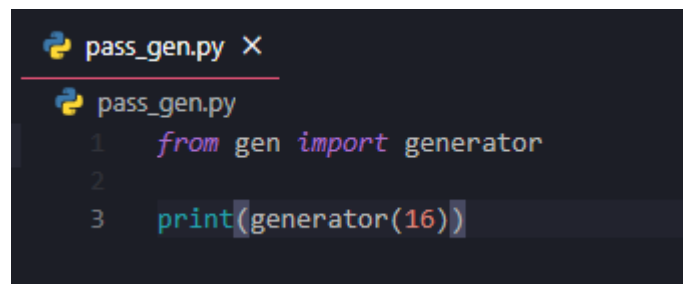 pass_gen.py ×
pass_gen.py
1 from gen import generator
2
3 print(generator(16))